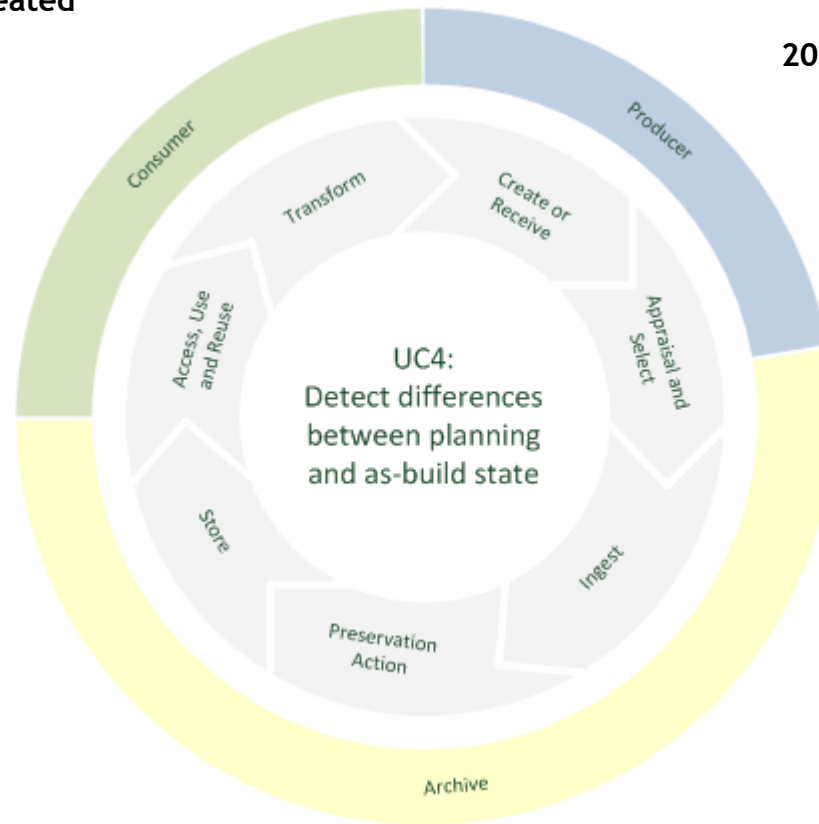 eated
20
Consumer
Producer
Transform
Create or
Receive
Access, Use
and Reuse
Appraisal and
Select
UC4:
Detect differences
between planning
and as-build state
Store
Ingest
Preservation
Action
Archive